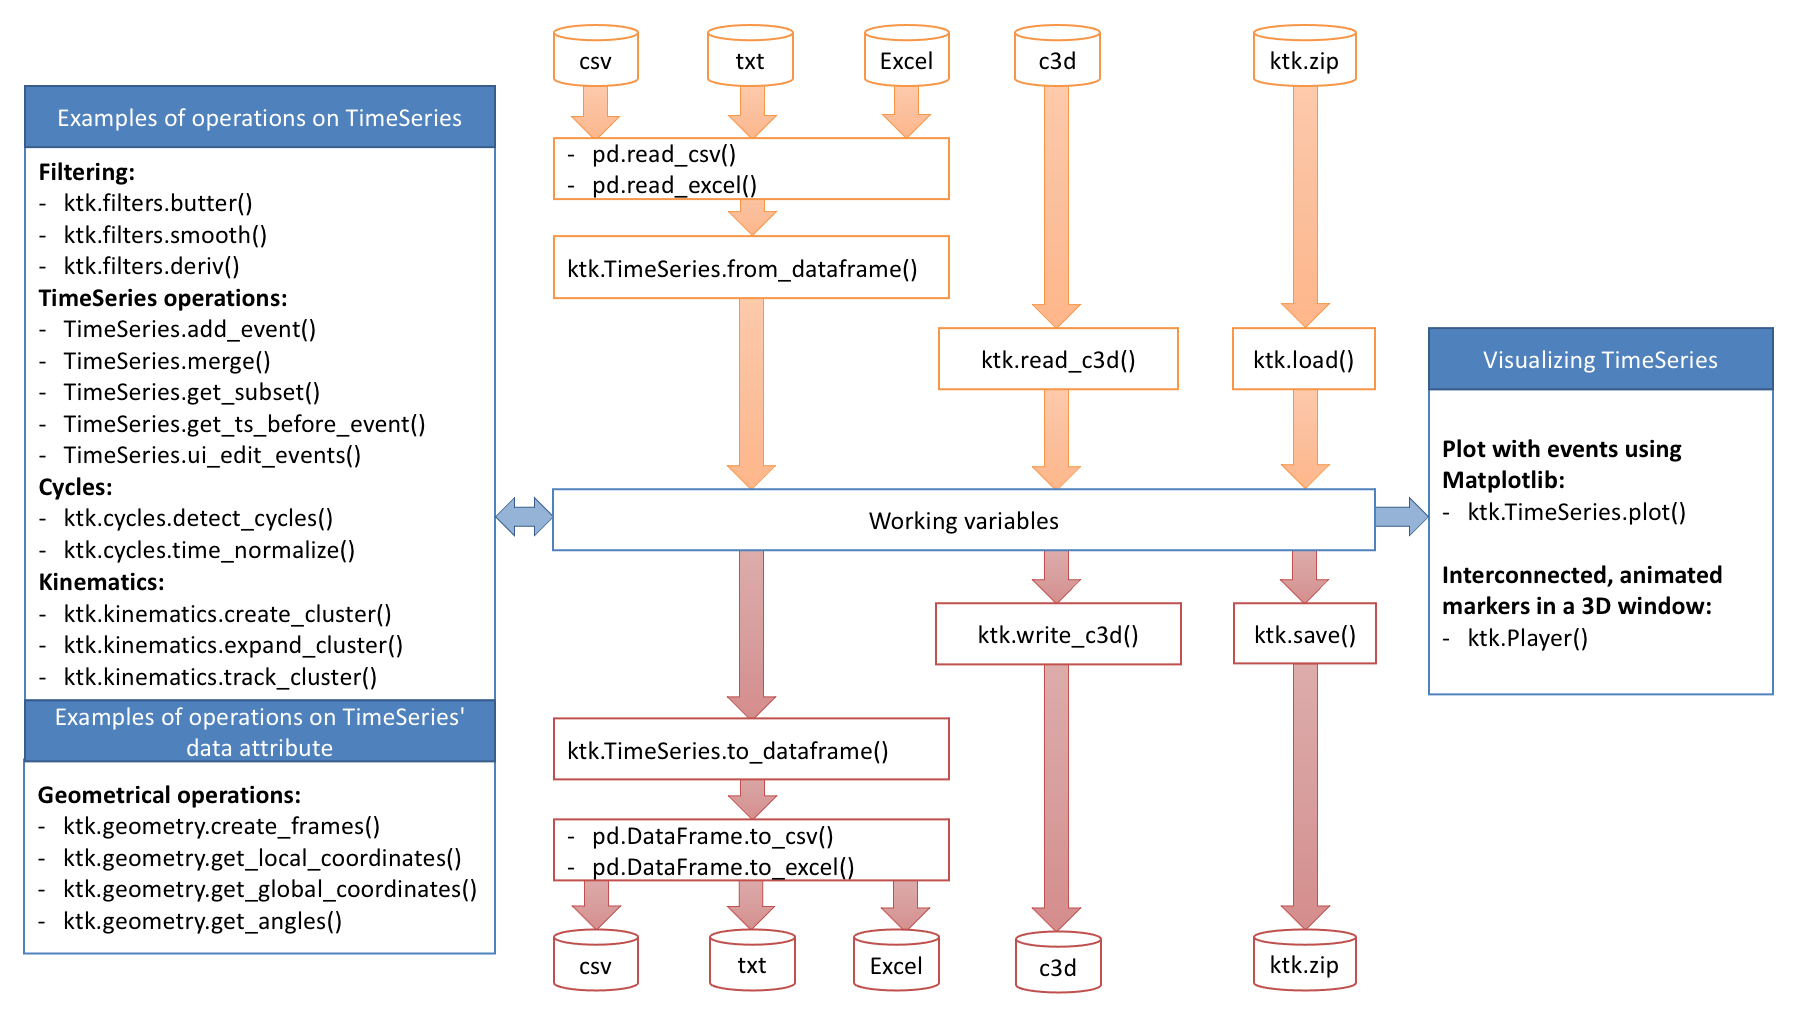 csv
txt
Excel
c3d
ktk.zip
Examples of operations on TimeSeries
Filtering:
- ktk.filters.butter()
- ktk.filters.smooth()
- ktk.filters.deriv()
TimeSeries operations:
- TimeSeries.add_event()
- TimeSeries.merge()
- TimeSeries.get_subset()
- TimeSeries.get_ts_before_event()
- TimeSeries.ui_edit_events()
Cycles:
- ktk.cycles.detect_cycles()
- ktk.cycles.time_normalize()
Kinematics:
- ktk.kinematics.create_cluster()
- ktk.kinematics.expand_cluster()
- ktk.kinematics.track_cluster()
Examples of operations on TimeSeries'
data attribute
Geometrical operations:
- ktk.geometry.create_frames()
- ktk.geometry.get_local_coordinates()
- ktk.geometry.get_global_coordinates()
- ktk.geometry.get_angles()
- pd.read_csv()
- pd.read_excel()
ktk.TimeSeries.from_dataframe()
ktk.read_c3d()
ktk.load()
Working variables
Visualizing TimeSeries
Plot with events using
Matplotlib:
- ktk.TimeSeries.plot()
Interconnected, animated
markers in a 3D window:
- ktk.Player()
ktk.write_c3d()
ktk.save()
ktk.TimeSeries.to_dataframe()
- pd.DataFrame.to_csv()
- pd.DataFrame.to_excel()
csv
txt
Excel
c3d
ktk.zip